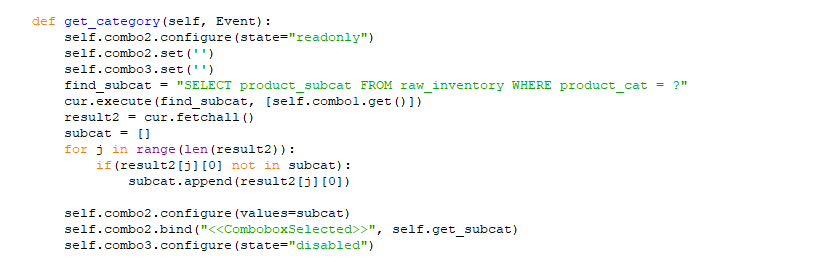 def get_category(self, Event):
    self.combo2.configure(state="readonly")
    self.combo2.set('')
    self.combo3.set('')
    find_subcat = "SELECT product_subcat FROM raw_inventory WHERE product_cat = ?"
    cur.execute(find_subcat, [self.combo1.get()])
    result2 = cur.fetchall()
    subcat = []
    for j in range(len(result2)):
        if(result2[j][0] not in subcat):
            subcat.append(result2[j][0])
    self.combo2.configure(values=subcat)
    self.combo2.bind("<<ComboboxSelected>>", self.get_subcat)
    self.combo3.configure(state="disabled")